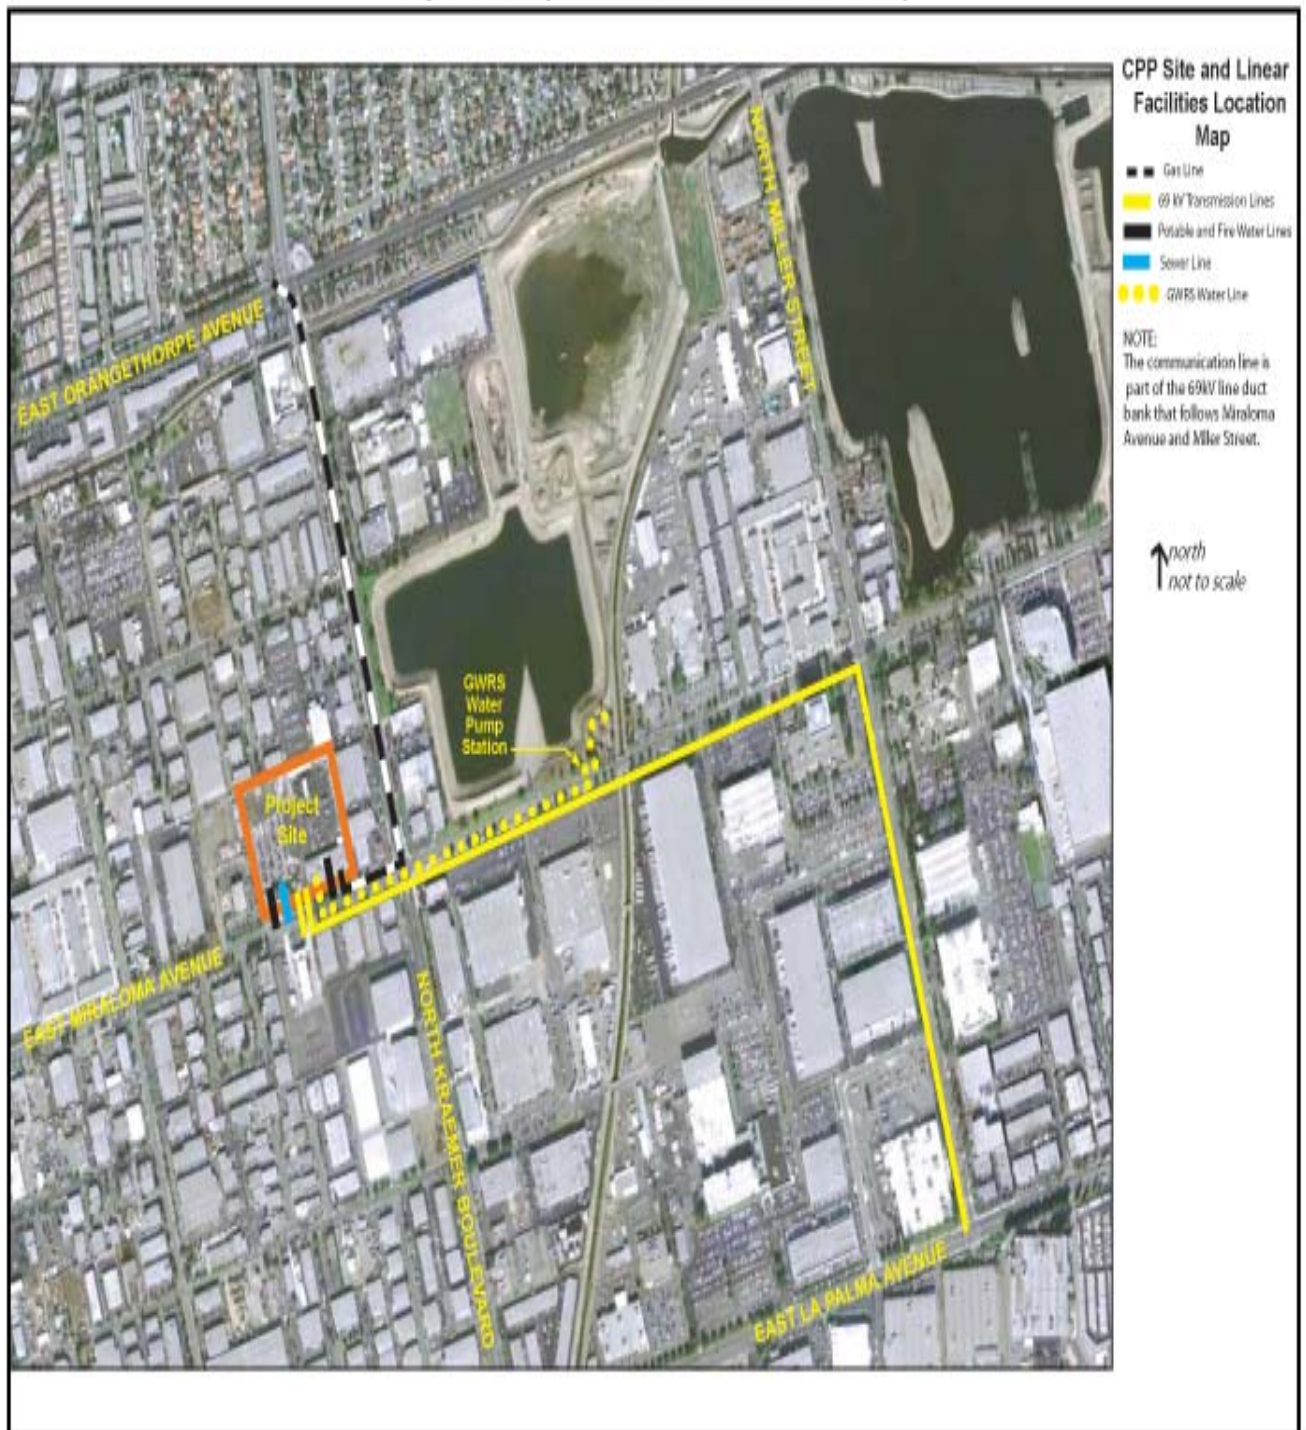 CPP Site and Linear
Facilities Location
Map
Gas Line
69 kV Transmission Lines
Potable and Fire Water Lines
Sewer Line
GWRS Water Line
NOTE:
The communication line is
part of the 69kV line duct
bank that follows Miraloma
Avenue and Mller Street.
north
not to scale
NORTH MILLER STREET
EAST ORANGETHORPE AVENUE
GWRS
Water
Pump
Station
Project
Site
EAST MIRALOMA AVENUE
NORTH KRAEMER BOULEVARD
EAST LA PALMA AVENUE